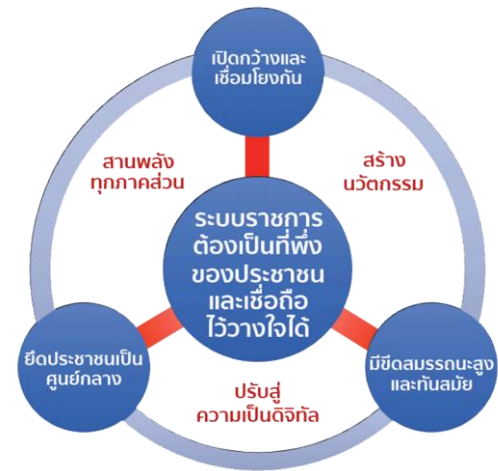 เปิดกว้างและ
เชื่อมโยงกัน
สานพลัง
ทุกภาคส่วน
สร้าง
นวัตกรรม
ระบบราชการ
ต้องเป็นที่พึ่ง
ของประชาชน
และเชื่อถือ
ไว้วางใจได้
ยึดประชาชนเป็น
ศูนย์กลาง
มีขีดสมรรถนะสูง
และทันสมัย
ปรับสู่
ความเป็นดิจิทัล